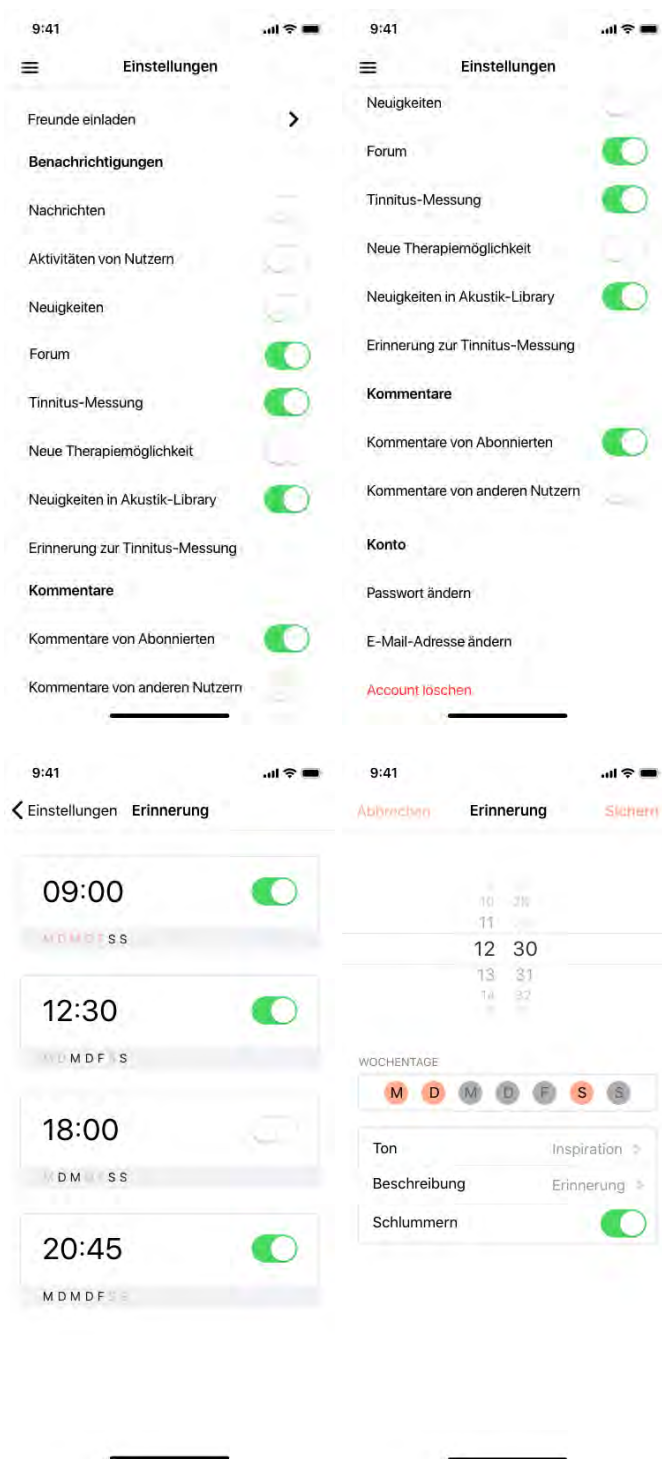 9:41
Einstellungen
Freunde einladen
Benachrichtigungen
Nachrichten
Aktivitäten von Nutzern
Neuigkeiten
Forum
Tinnitus-Messung
Neue Therapiemöglichkeit
Neuigkeiten in Akustik-Library
Erinnerung zur Tinnitus-Messung
Kommentare
Kommentare von Abonnierten
Kommentare von anderen Nutzern
9:41
Einstellungen
Neuigkeiten
Forum
Tinnitus-Messung
Neue Therapiemöglichkeit
Neuigkeiten in Akustik-Library
Erinnerung zur Tinnitus-Messung
Kommentare
Kommentare von Abonnierten
Kommentare von anderen Nutzern
Konto
Passwort ändern
E-Mail-Adresse ändern
Account löschen
9:41
Einstellungen Erinnerung
09:00
M D M D F S S
12:30
M D M D F S S
18:00
M D M D F S S
20:45
M D M D F S S
9:41
Abbrechen Erinnerung Sichern
10
11
12 30
13 31
14 32
WOCHENTAGE
M D M D F S S
Ton Inspiration
Beschreibung Erinnerung
Schlummern